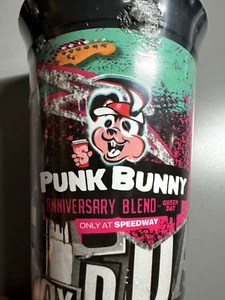 PUNK BUNNY
ANNIVERSARY BLEND
GREEN
DAY
ONLY AT SPEEDWAY